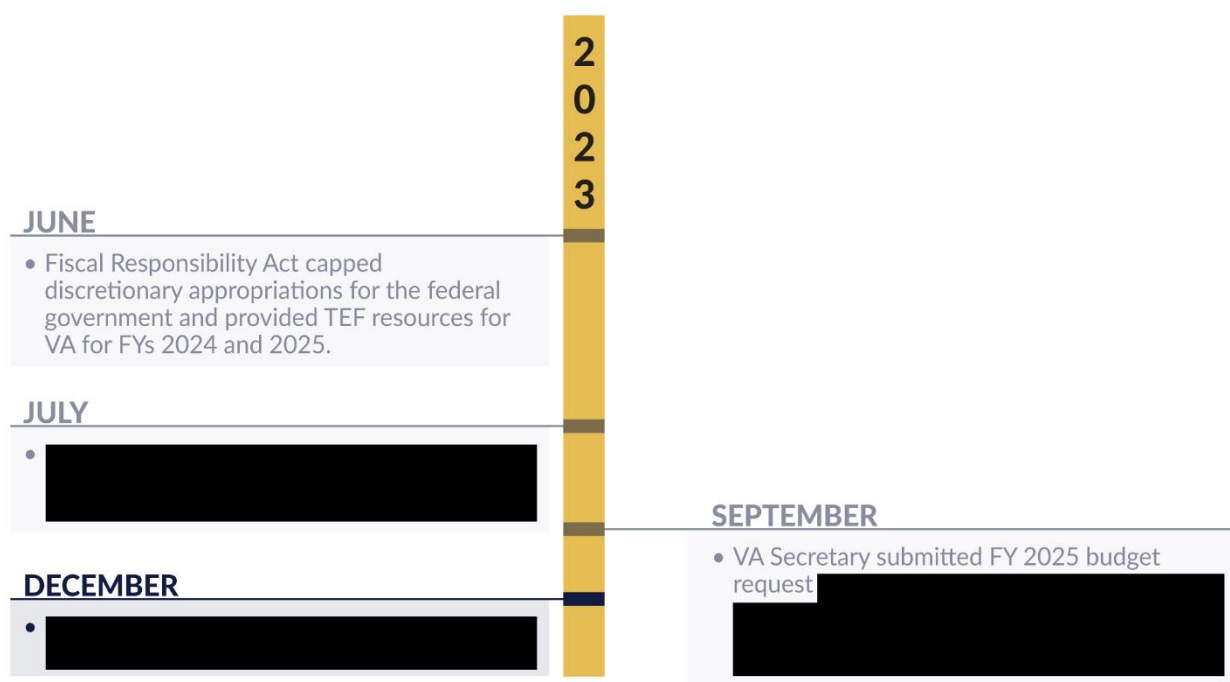 2
0
2
3
JUNE
• Fiscal Responsibility Act capped
discretionary appropriations for the federal
government and provided TEF resources for
VA for FYs 2024 and 2025.
JULY
•
SEPTEMBER
• VA Secretary submitted FY 2025 budget
request
DECEMBER
•